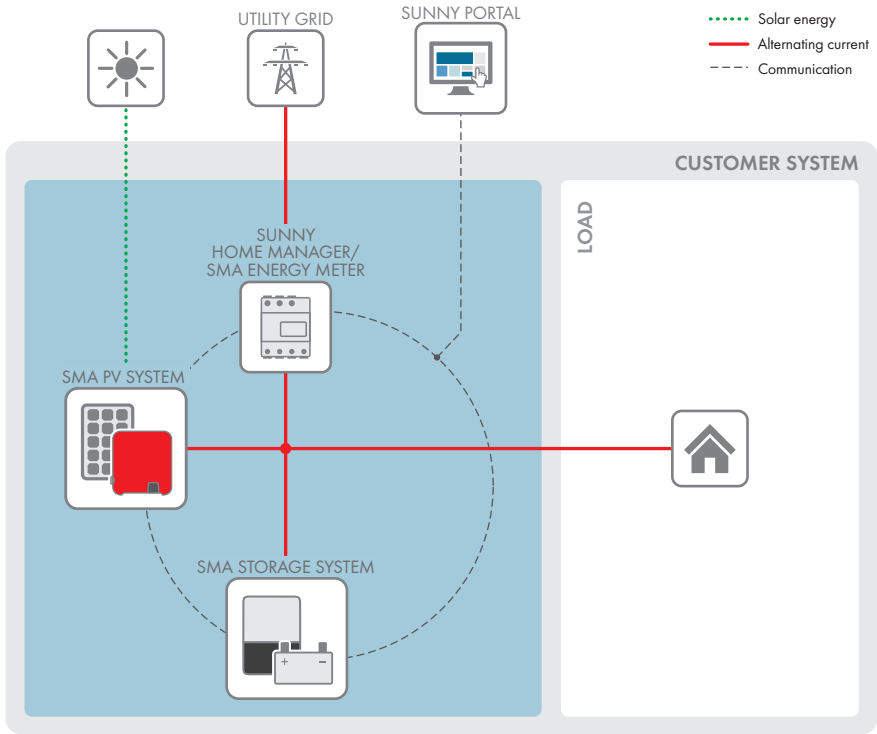 UTILITY GRID
SUNNY PORTAL
Solar energy
Alternating current
Communication
CUSTOMER SYSTEM
LOAD
SUNNY
HOME MANAGER/
SMA ENERGY METER
SMA PV SYSTEM
SMA STORAGE SYSTEM
+ −